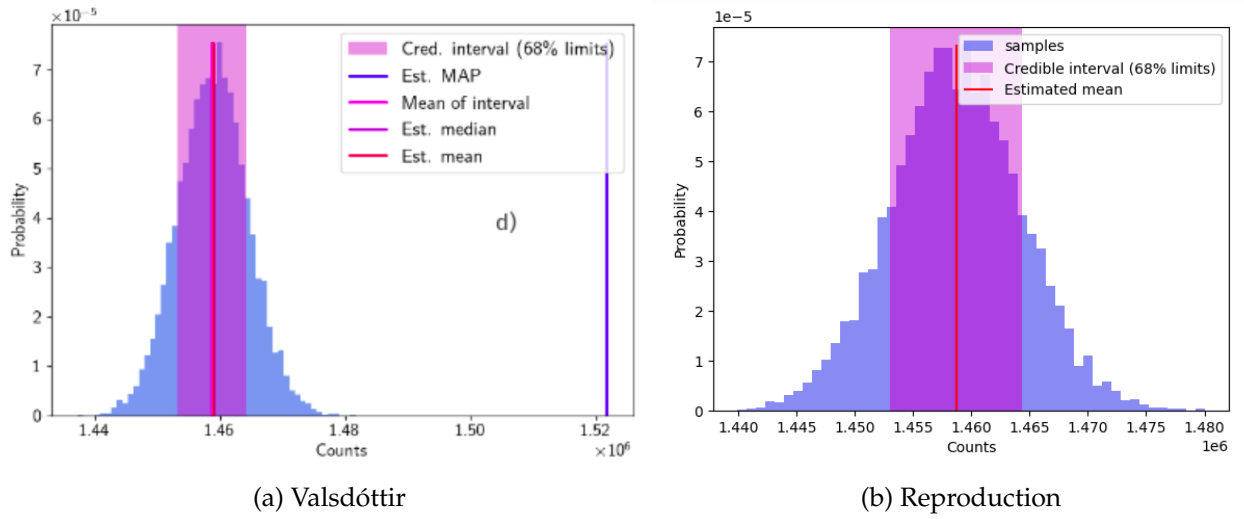 ×10⁻⁵
7
6
5
4
3
2
1
0
Probability
Cred. interval (68% limits)
Est. MAP
Mean of interval
Est. median
Est. mean
d)
1.44 1.46 1.48 1.50 1.52
Counts
×10⁶
(a) Valsdóttir
1e−5
7
6
5
4
3
2
1
0
Probability
samples
Credible interval (68% limits)
Estimated mean
1.440 1.445 1.450 1.455 1.460 1.465 1.470 1.475 1.480
Counts
1e6
(b) Reproduction